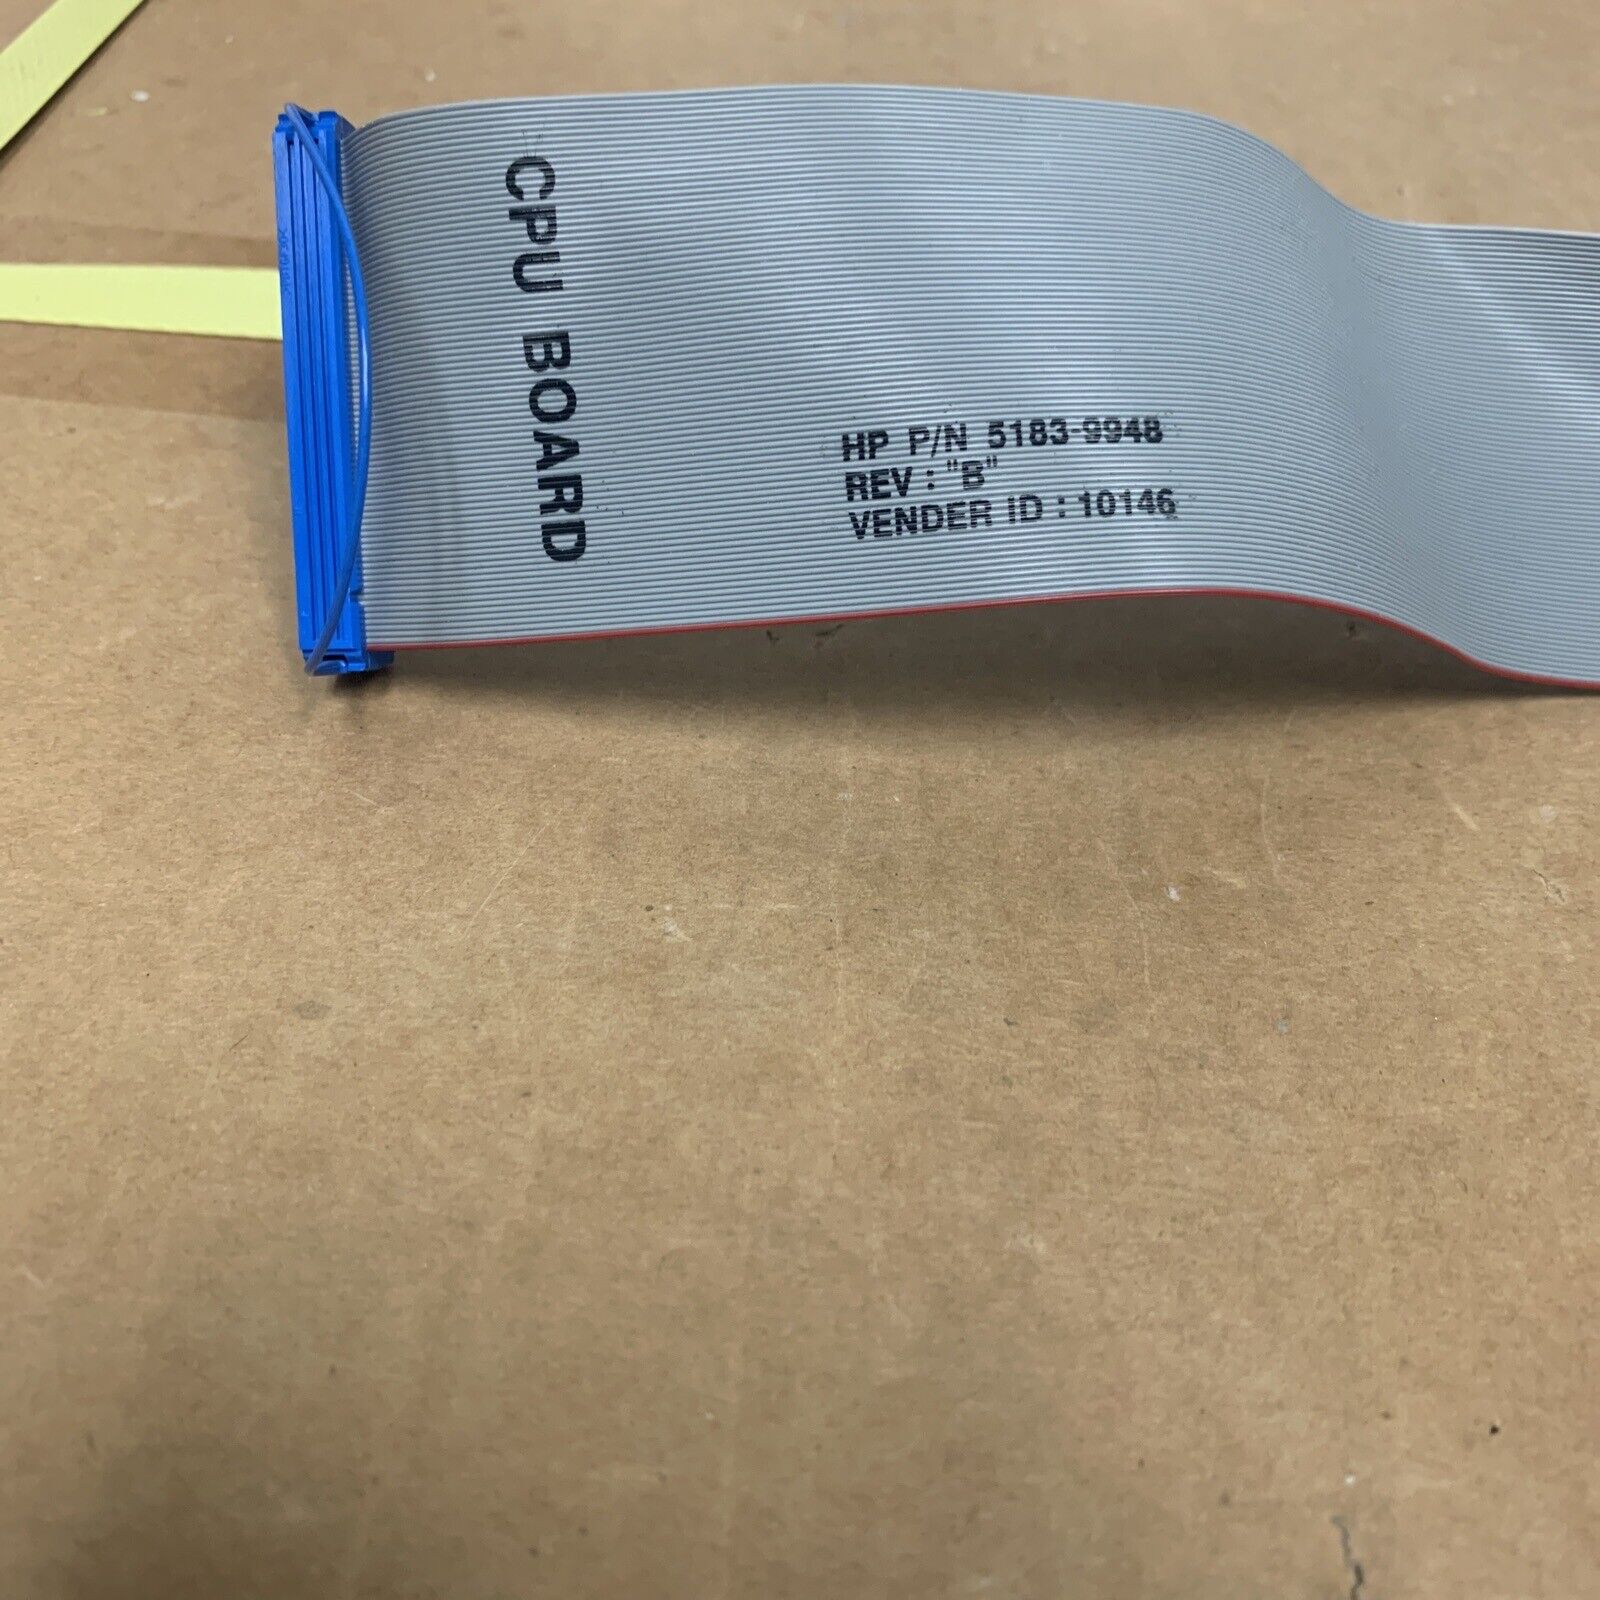 CPU BOARD
HP P/N 5183-9948
REV : "B"
VENDER ID : 10146